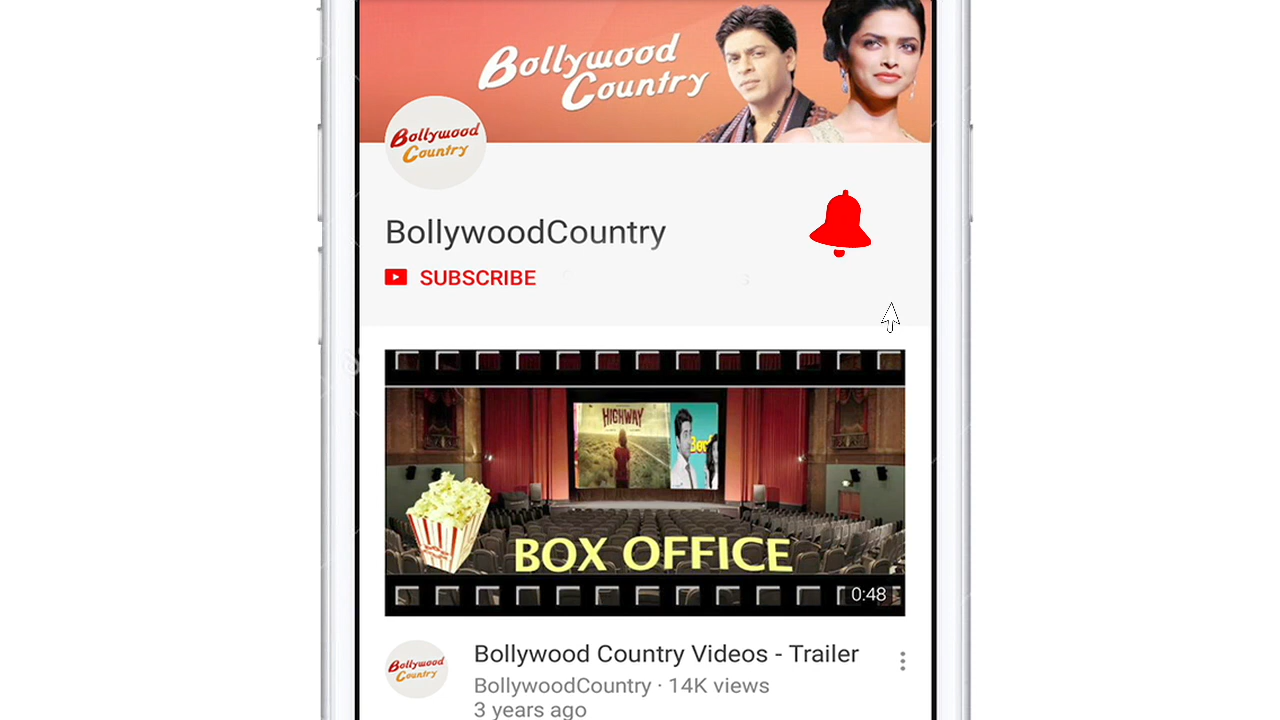 Bollywood
Country
Bollywood
Country
BollywoodCountry
SUBSCRIBE
HIGHWAY
BOX OFFICE
0:48
Bollywood
Country
Bollywood Country Videos - Trailer
BollywoodCountry · 14K views
3 years ago